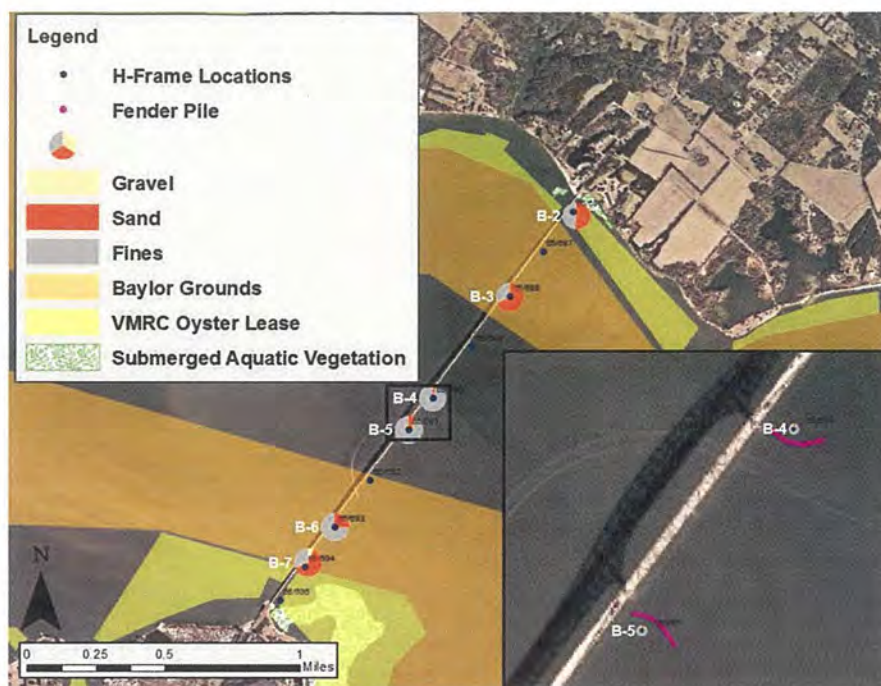 Legend
H-Frame Locations
Fender Pile
Gravel
Sand
Fines
Baylor Grounds
VMRC Oyster Lease
Submerged Aquatic Vegetation
B-2
B-3
B-4
B-5
B-6
B-7
B-4
B-5
N
0 0.25 0.5 1
Miles